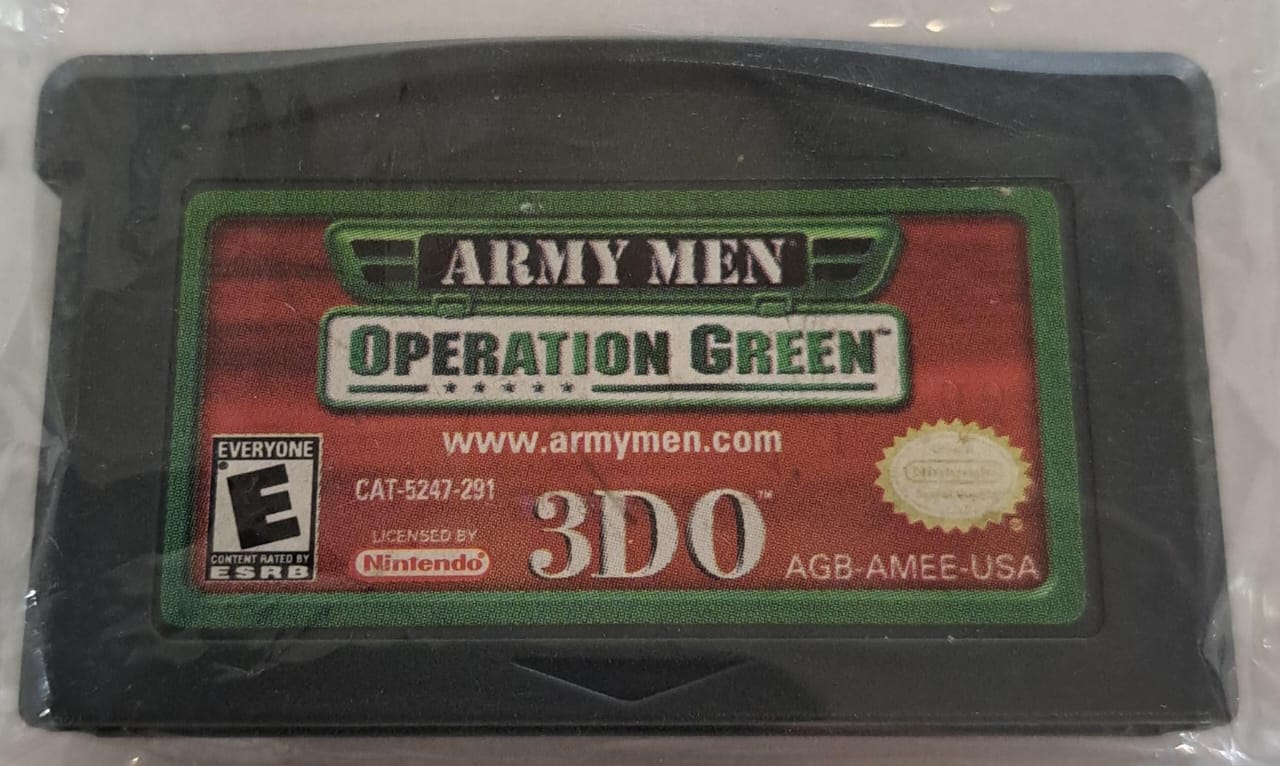 ARMY MEN
OPERATION GREEN™
www.armymen.com
EVERYONE
E
CONTENT RATED BY
ESRB
CAT-5247-291
LICENSED BY
Nintendo®
3DO™
Nintendo
AGB-AMEE-USA